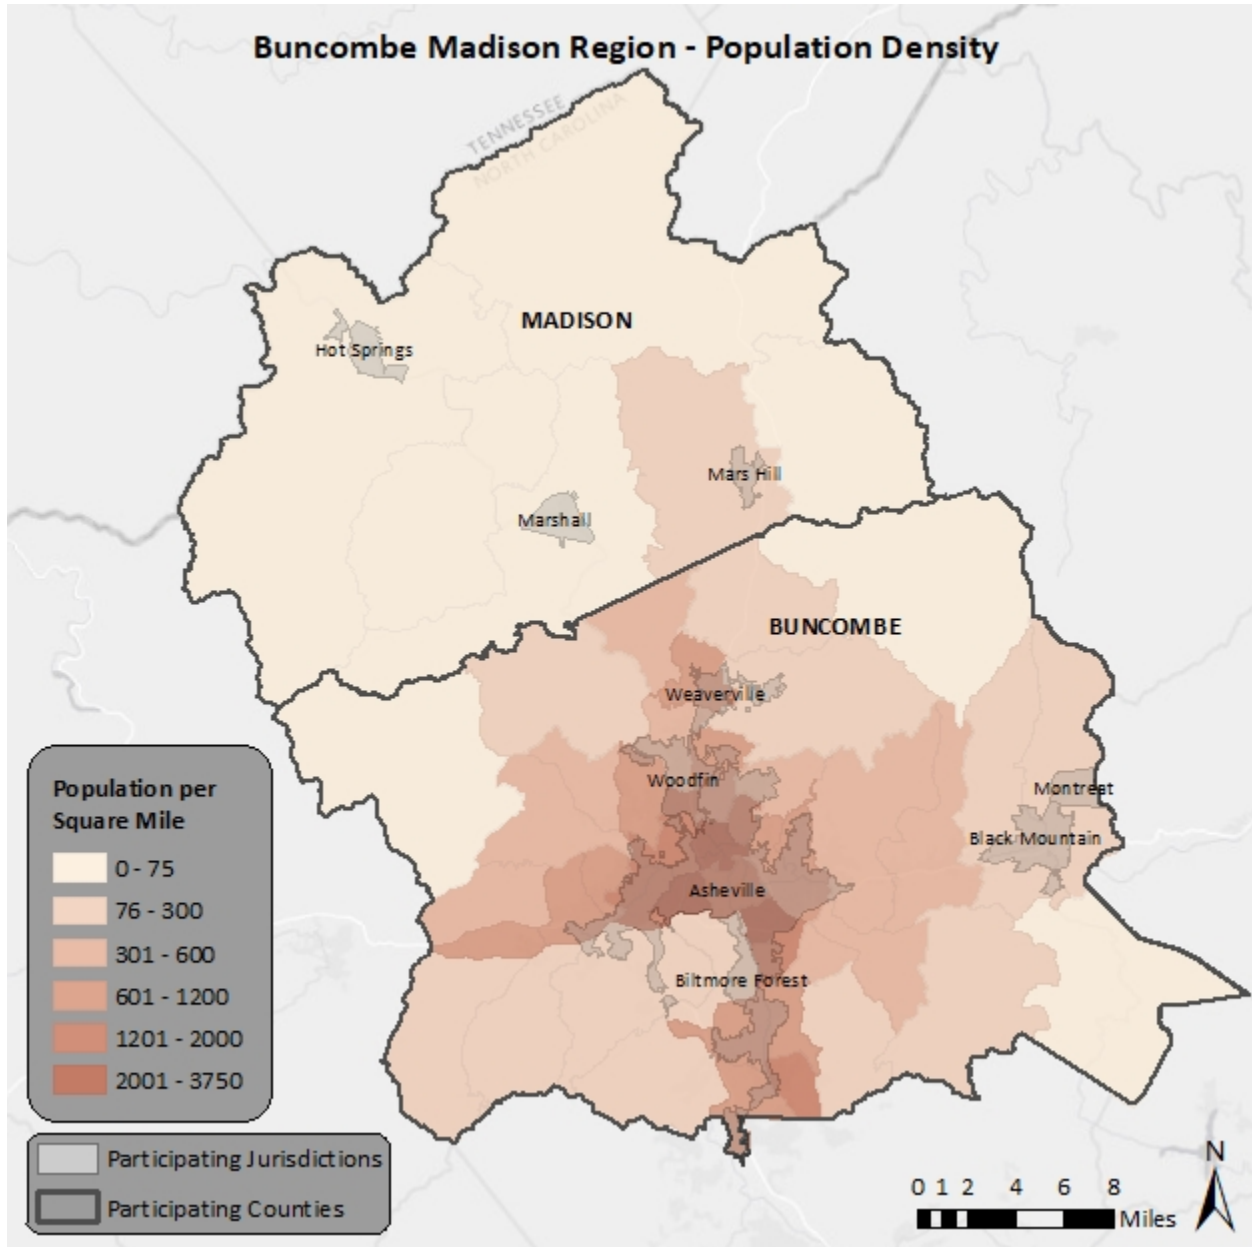 Buncombe Madison Region - Population Density
TENNESSEE
NORTH CAROLINA
MADISON
Hot Springs
Mars Hill
Marshall
BUNCOMBE
Weaverville
Woodfin
Montreat
Black Mountain
Asheville
Biltmore Forest
Population per
Square Mile
0 - 75
76 - 300
301 - 600
601 - 1200
1201 - 2000
2001 - 3750
Participating Jurisdictions
Participating Counties
0 1 2 4 6 8
Miles
N